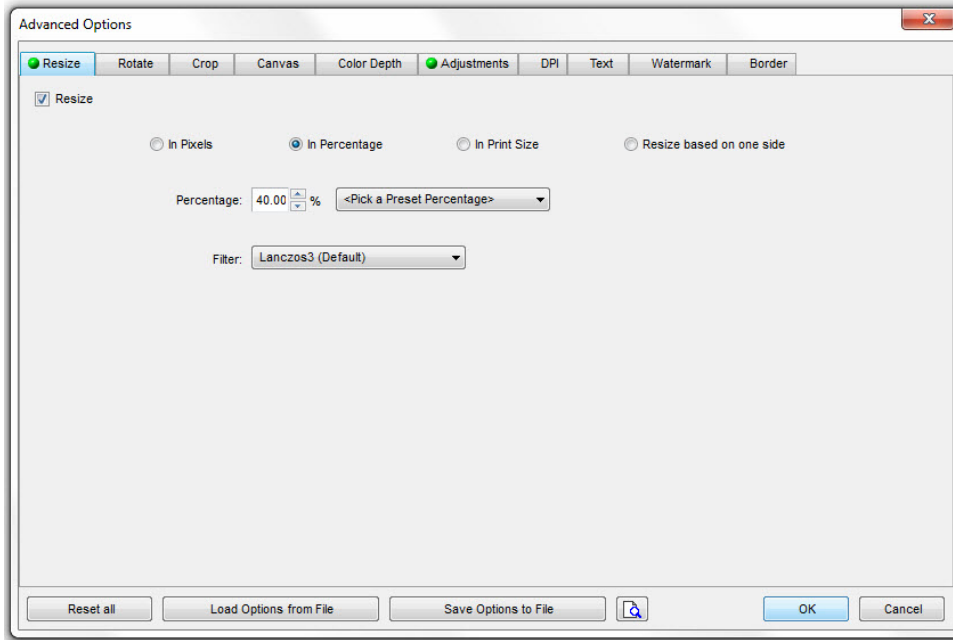 Advanced Options
Resize Rotate Crop Canvas Color Depth Adjustments DPI Text Watermark Border
Resize
In Pixels In Percentage In Print Size Resize based on one side
Percentage: 40.00 % <Pick a Preset Percentage>
Filter: Lanczos3 (Default)
Reset all Load Options from File Save Options to File OK Cancel